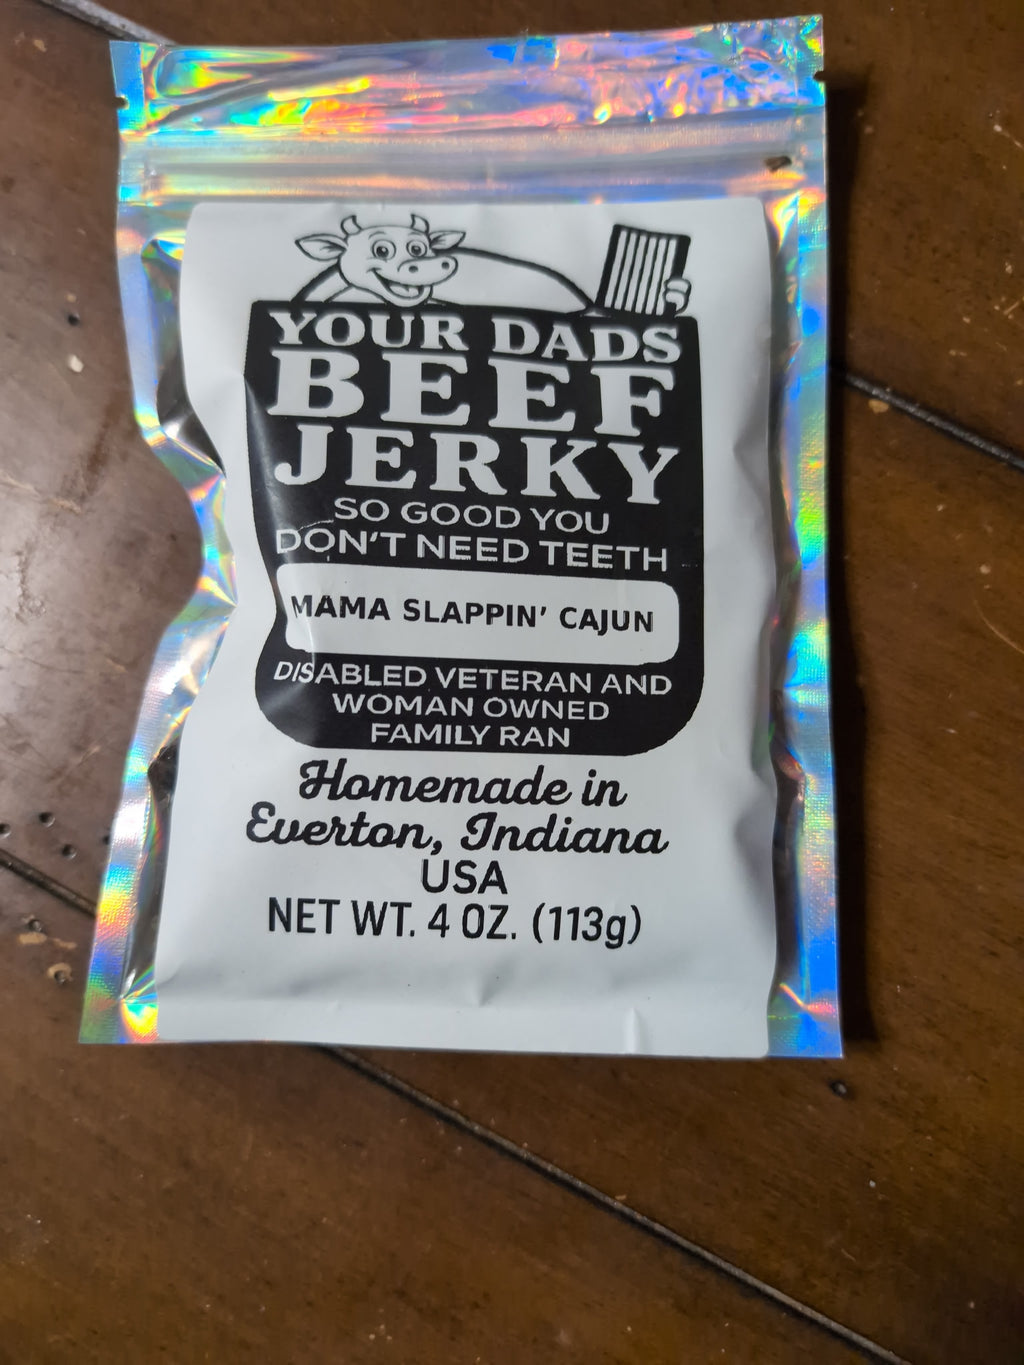 YOUR DADS
BEEF
JERKY
SO GOOD YOU
DON'T NEED TEETH
MAMA SLAPPIN' CAJUN
DISABLED VETERAN AND
WOMAN OWNED
FAMILY RAN
Homemade in
Everton, Indiana
USA
NET WT. 4 OZ. (113g)